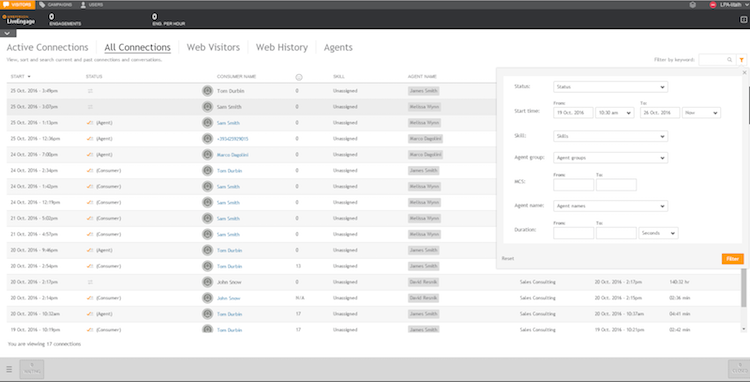 VISITORS CAMPAIGNS USERS LPA-Math
LIVEPERSON LiveEngage 0 ENGAGEMENTS 0 ENG. PER HOUR
Active Connections All Connections Web Visitors Web History Agents
View, sort and search current and past connections and conversations. Filter by keyword:
START STATUS CONSUMER NAME SKILL AGENT NAME
25 Oct. 2016 - 3:49pm Tom Durbin 0 Unassigned James Smith
25 Oct. 2016 - 3:07pm Sam Smith 0 Unassigned Melissa Wynn
25 Oct. 2016 - 1:13pm (Agent) Sam Smith 0 Unassigned Melissa Wynn
25 Oct. 2016 - 12:36pm (Agent) 0 Unassigned Marco Dagolini
24 Oct. 2016 - 7:00pm (Agent) Marco Dagolini 0 Unassigned Marco Dagolini
24 Oct. 2016 - 2:34pm (Consumer) Tom Durbin 0 Unassigned James Smith
24 Oct. 2016 - 1:42pm (Consumer) Sam Smith 0 Unassigned Melissa Wynn
24 Oct. 2016 - 12:19pm (Consumer) Sam Smith 0 Unassigned Melissa Wynn
21 Oct. 2016 - 5:02pm (Consumer) Sam Smith 0 Unassigned Melissa Wynn
21 Oct. 2016 - 4:57pm (Consumer) Sam Smith 0 Unassigned Melissa Wynn
20 Oct. 2016 - 9:46pm (Agent) Tom Durbin 0 Unassigned James Smith
20 Oct. 2016 - 2:54pm (Consumer) Tom Durbin 13 Unassigned James Smith
20 Oct. 2016 - 2:17pm John Snow 0 Unassigned David Resnik Sales Consulting 20 Oct. 2016 - 2:17pm 140:32 hr
20 Oct. 2016 - 2:14pm (Consumer) John Snow N/A Unassigned David Resnik Sales Consulting 20 Oct. 2016 - 2:17pm 02:36 min
20 Oct. 2016 - 10:32am (Agent) Tom Durbin 17 Unassigned James Smith Sales Consulting 20 Oct. 2016 - 10:37am 04:41 min
19 Oct. 2016 - 10:19pm (Consumer) Tom Durbin 17 Unassigned James Smith Sales Consulting 19 Oct. 2016 - 10:21pm 02:42 min
You are viewing 17 connections
Status: Status
From: To:
Start time: 19 Oct. 2016 10:30 am 26 Oct. 2016 Now
Skill: Skills
Agent group: Agent groups
From: To:
MCS:
Agent name: Agent names
From: To:
Duration: Seconds
Reset Filter